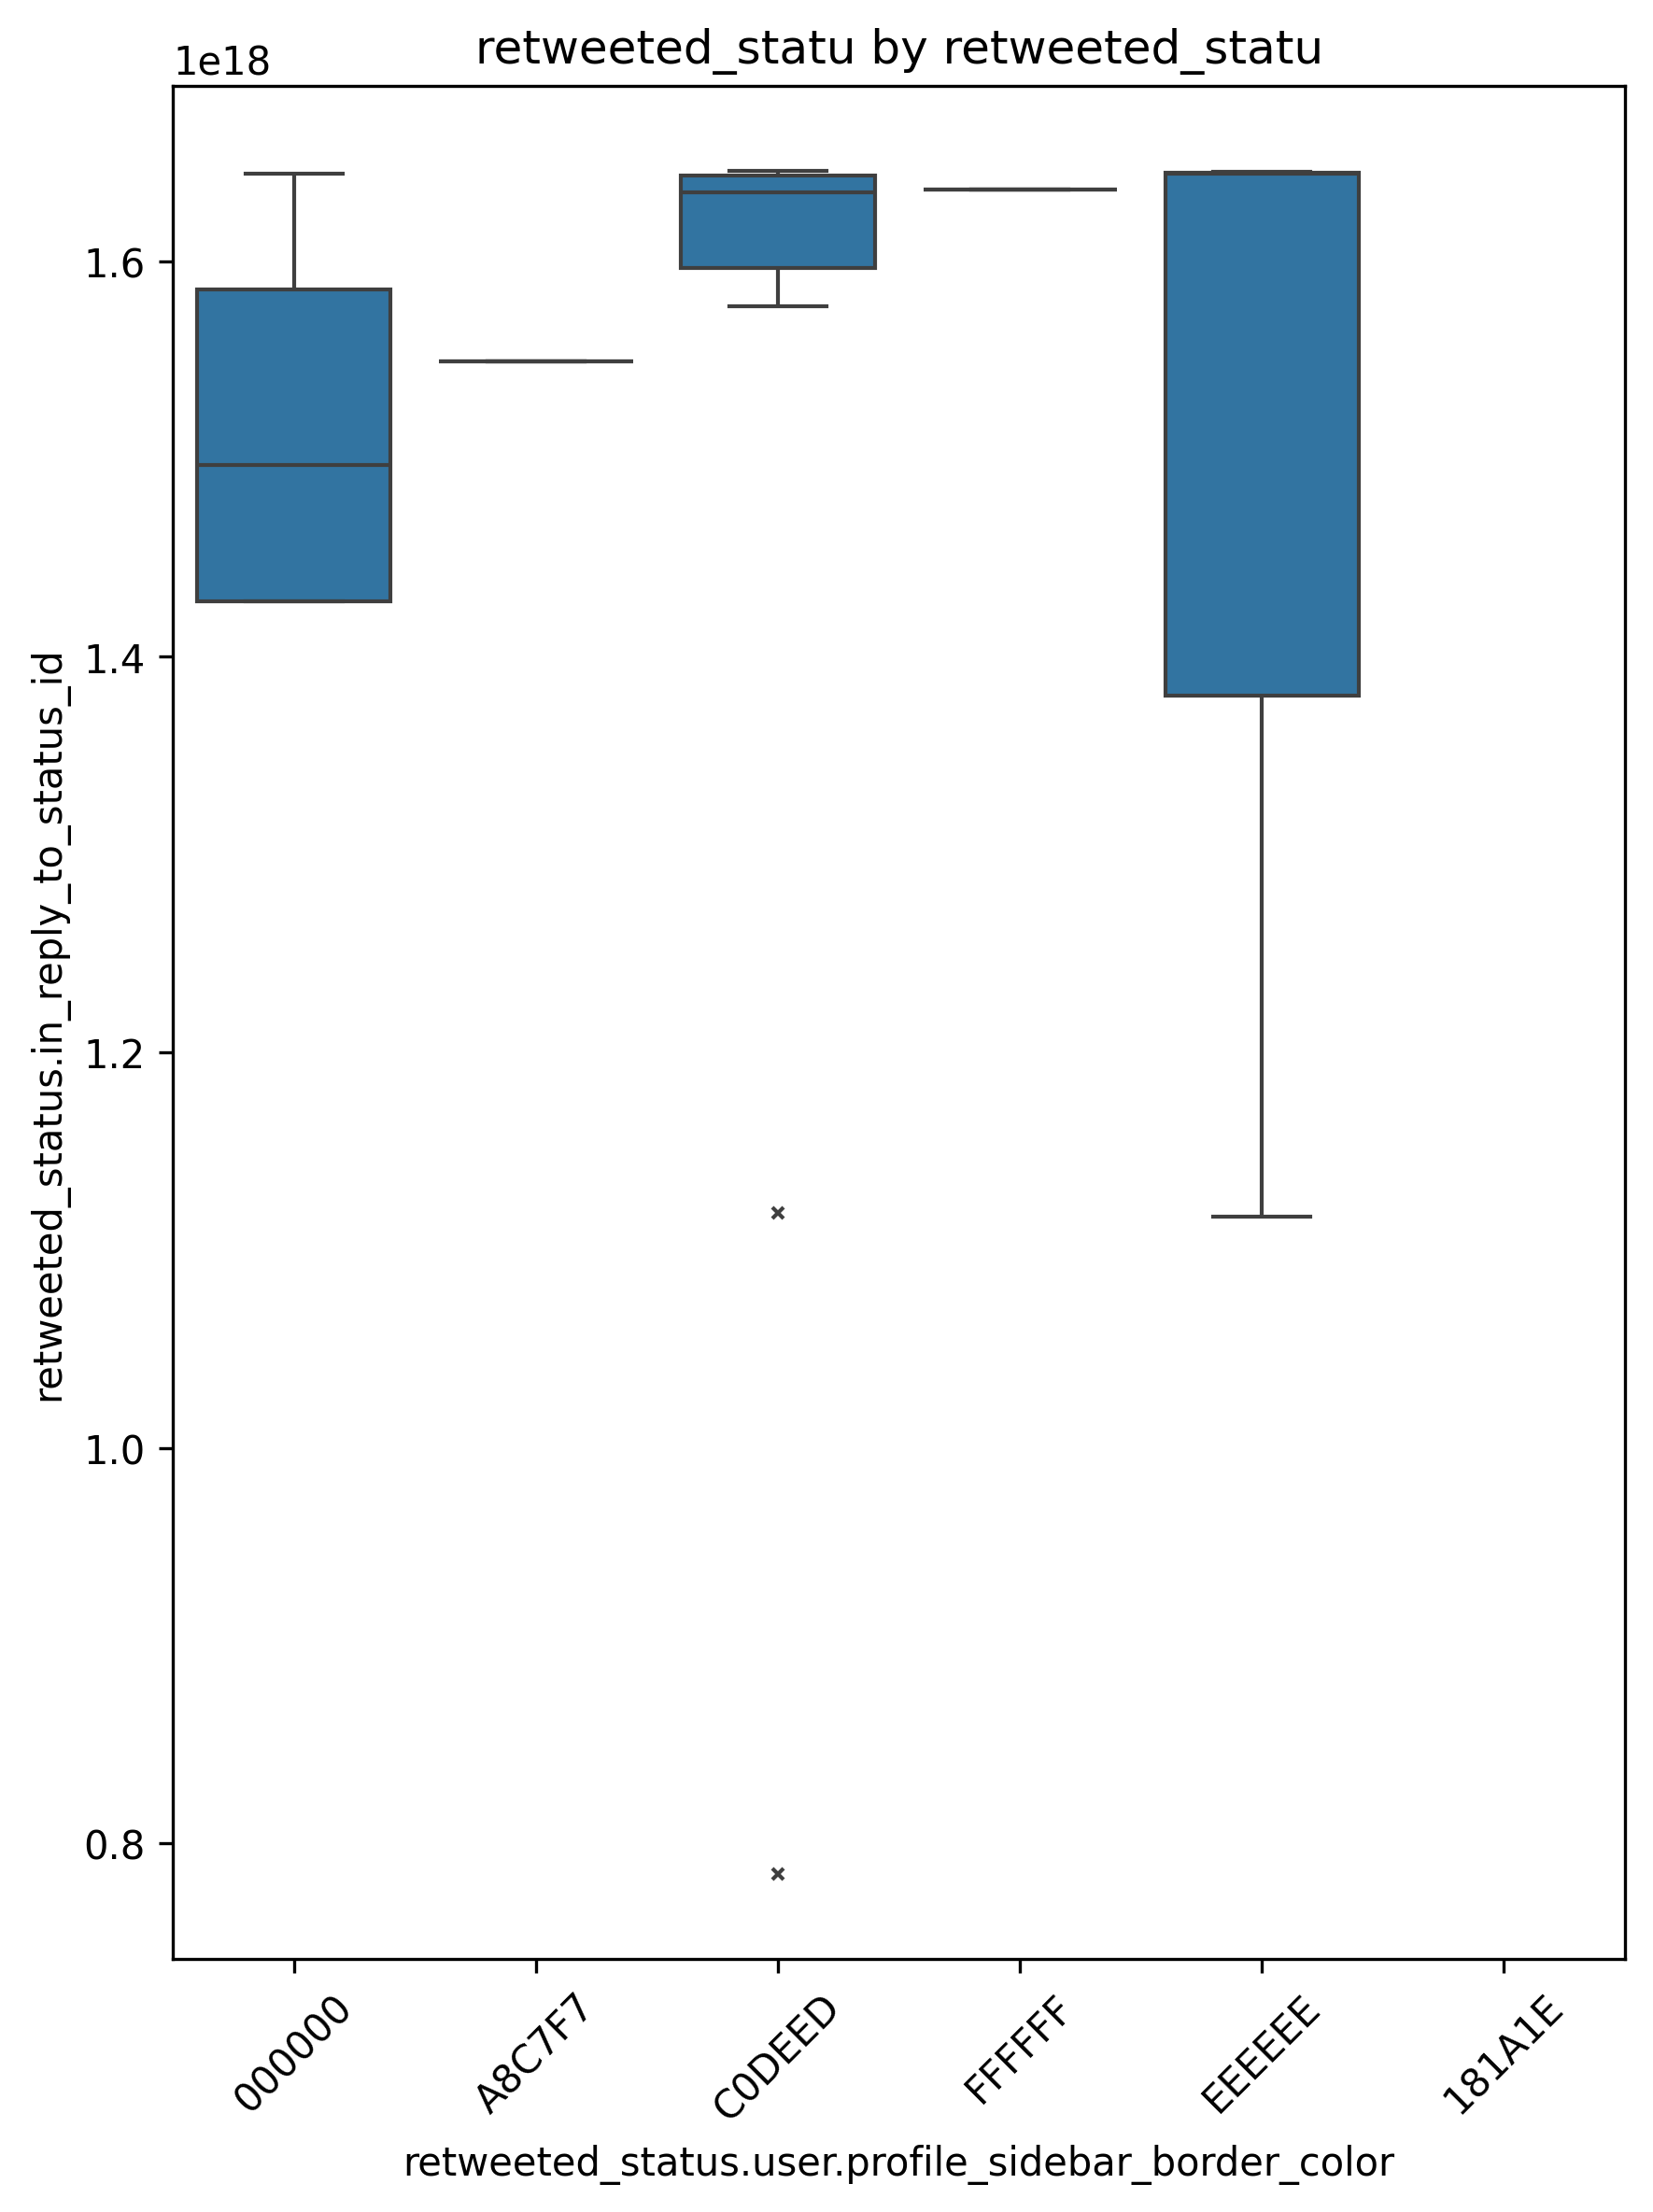 retweeted_statu by retweeted_statu
1e18
1.6
1.4
1.2
1.0
0.8
retweeted_status.in_reply_to_status_id
000000
A8C7F7
C0DEED
FFFFFF
EEEEEE
181A1E
retweeted_status.user.profile_sidebar_border_color